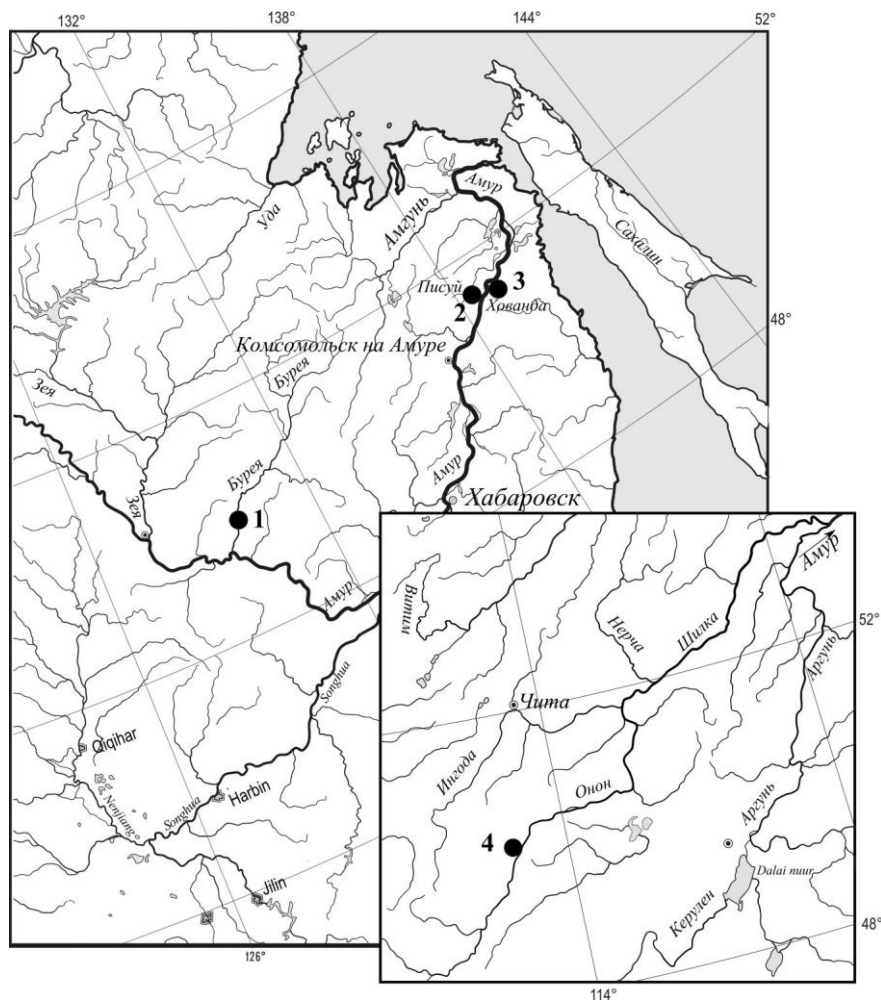 132°
138°
144°
52°
Уда
Амгунь
Амур
Сахалин
Писуй
3
2
Хованда
48°
Комсомольск на Амуре
Бурея
Зея
Зея
Бурея
Амур
Хабаровск
1
Амур
Songhua
Qiqihar
Nenjiang
Songhua
Harbin
Jilin
126°
Амур
Витим
Нерча
Шилка
52°
Аргунь
Чита
Ингода
Онон
Аргунь
4
Dalai nuur
Керулен
48°
114°